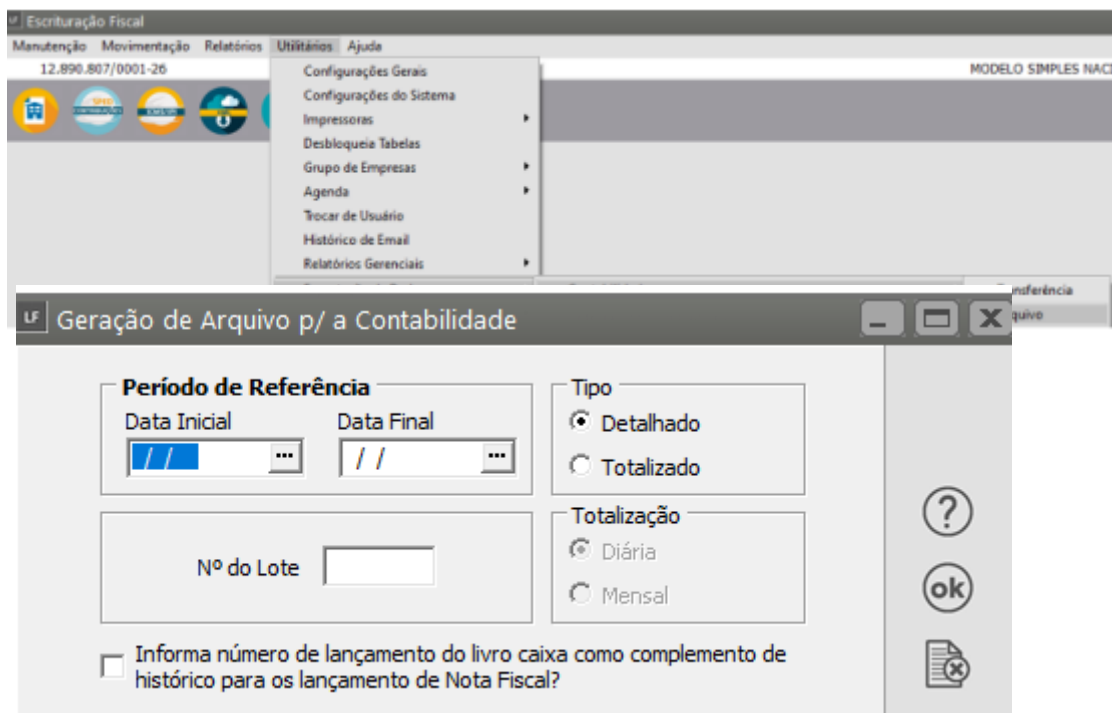 LF Escrituração Fiscal
Manutenção Movimentação Relatórios Utilitários Ajuda
12.890.807/0001-26 MODELO SIMPLES NACI
Configurações Gerais
Configurações do Sistema
Impressoras
Desbloqueia Tabelas
Grupo de Empresas
Agenda
Trocar de Usuário
Histórico de Email
Relatórios Gerenciais
nsferência
quivo
LF Geração de Arquivo p/ a Contabilidade
Período de Referência
Data Inicial Data Final
/ / ... / / ...
Tipo
Detalhado
Totalizado
Nº do Lote
Totalização
Diária
Mensal
Informa número de lançamento do livro caixa como complemento de
histórico para os lançamento de Nota Fiscal?
?
ok